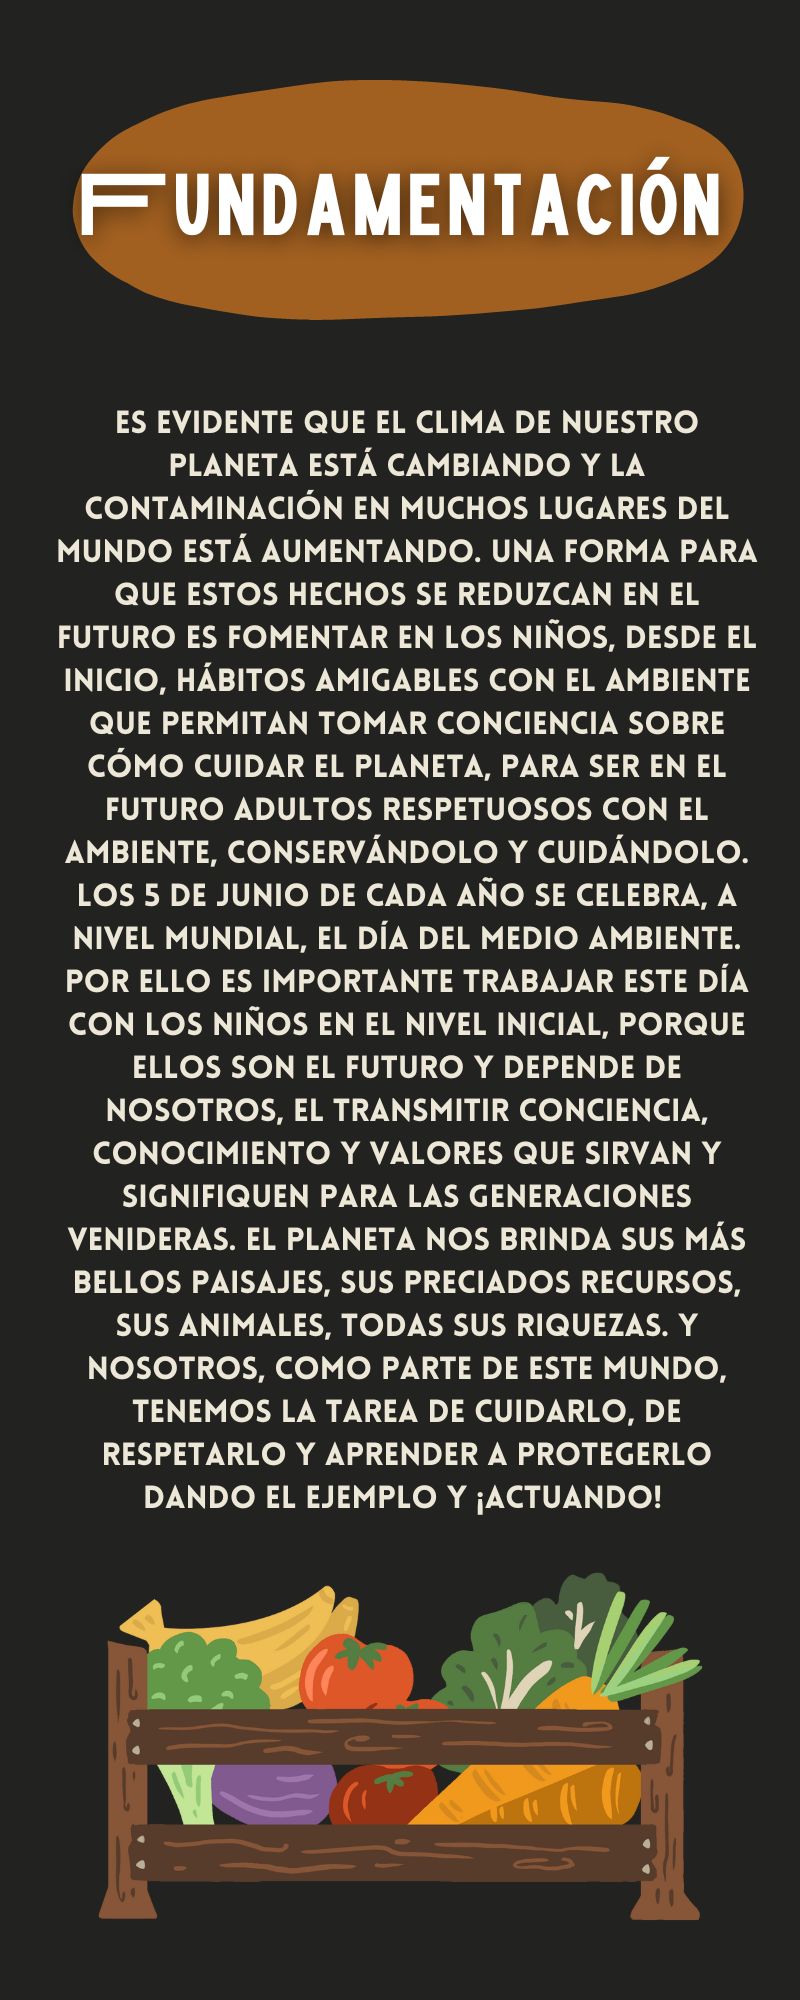 FUNDAMENTACIÓN
ES EVIDENTE QUE EL CLIMA DE NUESTRO
PLANETA ESTÁ CAMBIANDO Y LA
CONTAMINACIÓN EN MUCHOS LUGARES DEL
MUNDO ESTÁ AUMENTANDO. UNA FORMA PARA
QUE ESTOS HECHOS SE REDUZCAN EN EL
FUTURO ES FOMENTAR EN LOS NIÑOS, DESDE EL
INICIO, HÁBITOS AMIGABLES CON EL AMBIENTE
QUE PERMITAN TOMAR CONCIENCIA SOBRE
CÓMO CUIDAR EL PLANETA, PARA SER EN EL
FUTURO ADULTOS RESPETUOSOS CON EL
AMBIENTE, CONSERVÁNDOLO Y CUIDÁNDOLO.
LOS 5 DE JUNIO DE CADA AÑO SE CELEBRA, A
NIVEL MUNDIAL, EL DÍA DEL MEDIO AMBIENTE.
POR ELLO ES IMPORTANTE TRABAJAR ESTE DÍA
CON LOS NIÑOS EN EL NIVEL INICIAL, PORQUE
ELLOS SON EL FUTURO Y DEPENDE DE
NOSOTROS, EL TRANSMITIR CONCIENCIA,
CONOCIMIENTO Y VALORES QUE SIRVAN Y
SIGNIFIQUEN PARA LAS GENERACIONES
VENIDERAS. EL PLANETA NOS BRINDA SUS MÁS
BELLOS PAISAJES, SUS PRECIADOS RECURSOS,
SUS ANIMALES, TODAS SUS RIQUEZAS. Y
NOSOTROS, COMO PARTE DE ESTE MUNDO,
TENEMOS LA TAREA DE CUIDARLO, DE
RESPETARLO Y APRENDER A PROTEGERLO
DANDO EL EJEMPLO Y ¡ACTUANDO!